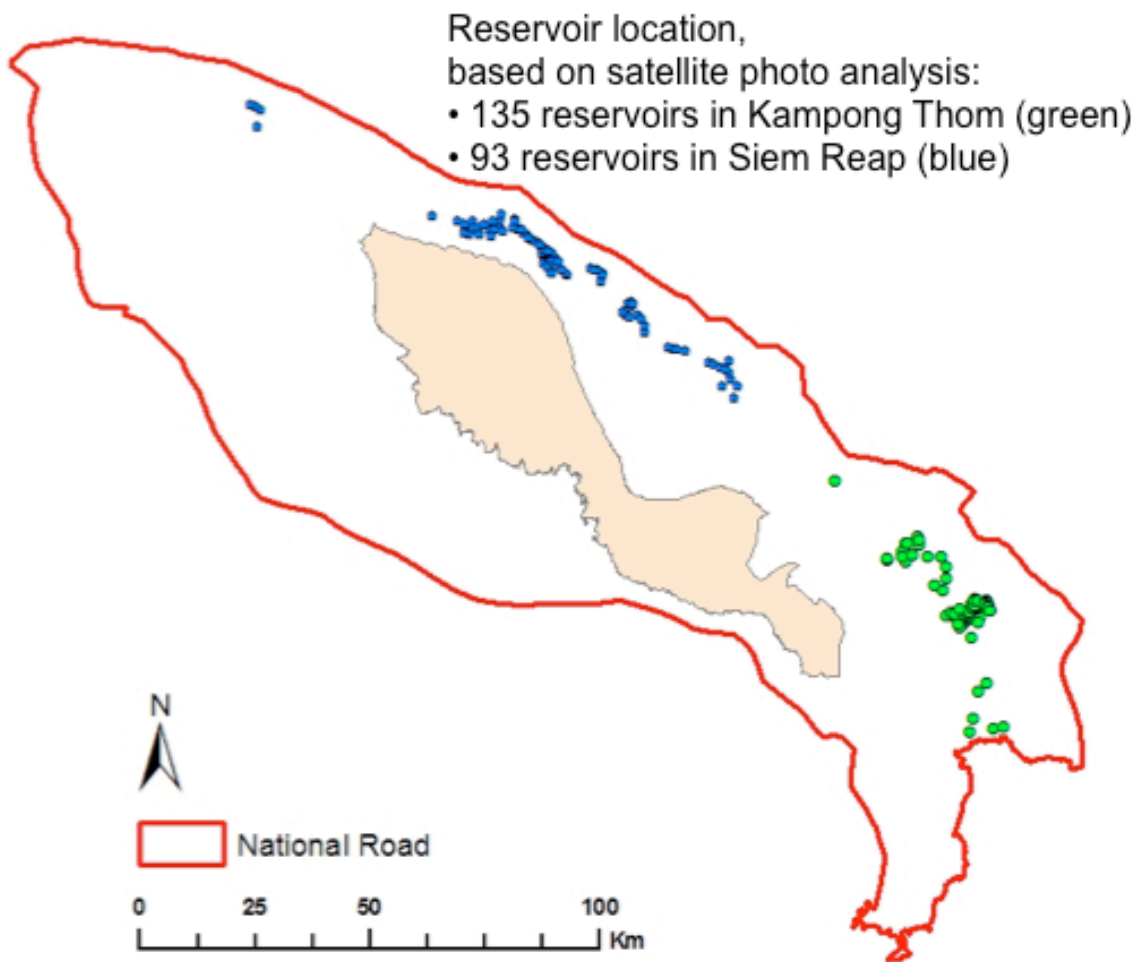 Reservoir location,
based on satellite photo analysis:
• 135 reservoirs in Kampong Thom (green)
• 93 reservoirs in Siem Reap (blue)
N
National Road
0 25 50 100
Km